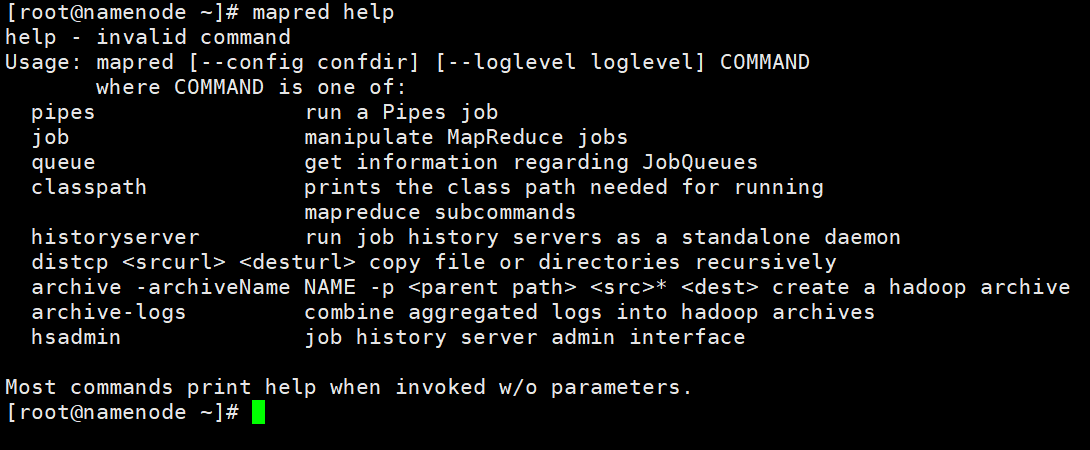 [root@namenode ~]# mapred help
help - invalid command
Usage: mapred [--config confdir] [--loglevel loglevel] COMMAND
       where COMMAND is one of:
  pipes                run a Pipes job
  job                  manipulate MapReduce jobs
  queue                get information regarding JobQueues
  classpath            prints the class path needed for running
                       mapreduce subcommands
  historyserver        run job history servers as a standalone daemon
  distcp <srcurl> <desturl> copy file or directories recursively
  archive -archiveName NAME -p <parent path> <src>* <dest> create a hadoop archive
  archive-logs         combine aggregated logs into hadoop archives
  hsadmin              job history server admin interface

Most commands print help when invoked w/o parameters.
[root@namenode ~]#